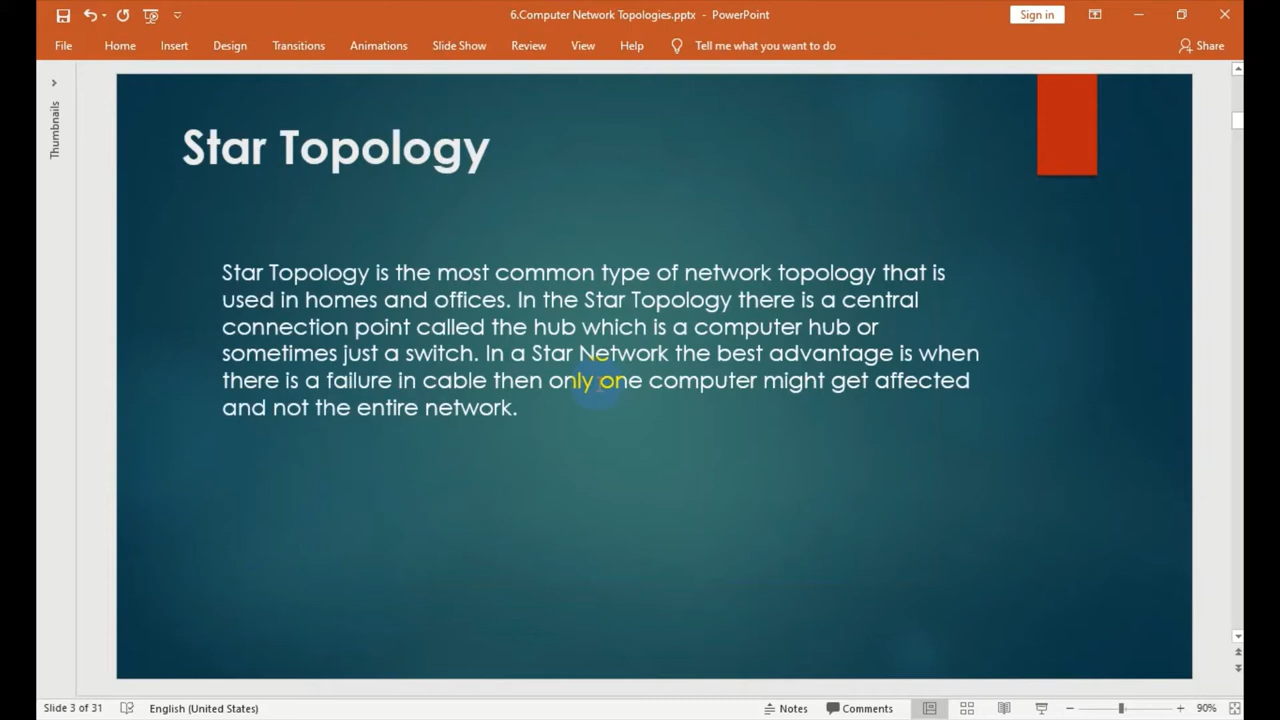 6.Computer Network Topologies.pptx - PowerPoint
Sign in
File Home Insert Design Transitions Animations Slide Show Review View Help Tell me what you want to do Share
Thumbnails
Star Topology
Star Topology is the most common type of network topology that is
used in homes and offices. In the Star Topology there is a central
connection point called the hub which is a computer hub or
sometimes just a switch. In a Star Network the best advantage is when
there is a failure in cable then only one computer might get affected
and not the entire network.
Slide 3 of 31 English (United States) Notes Comments 90%